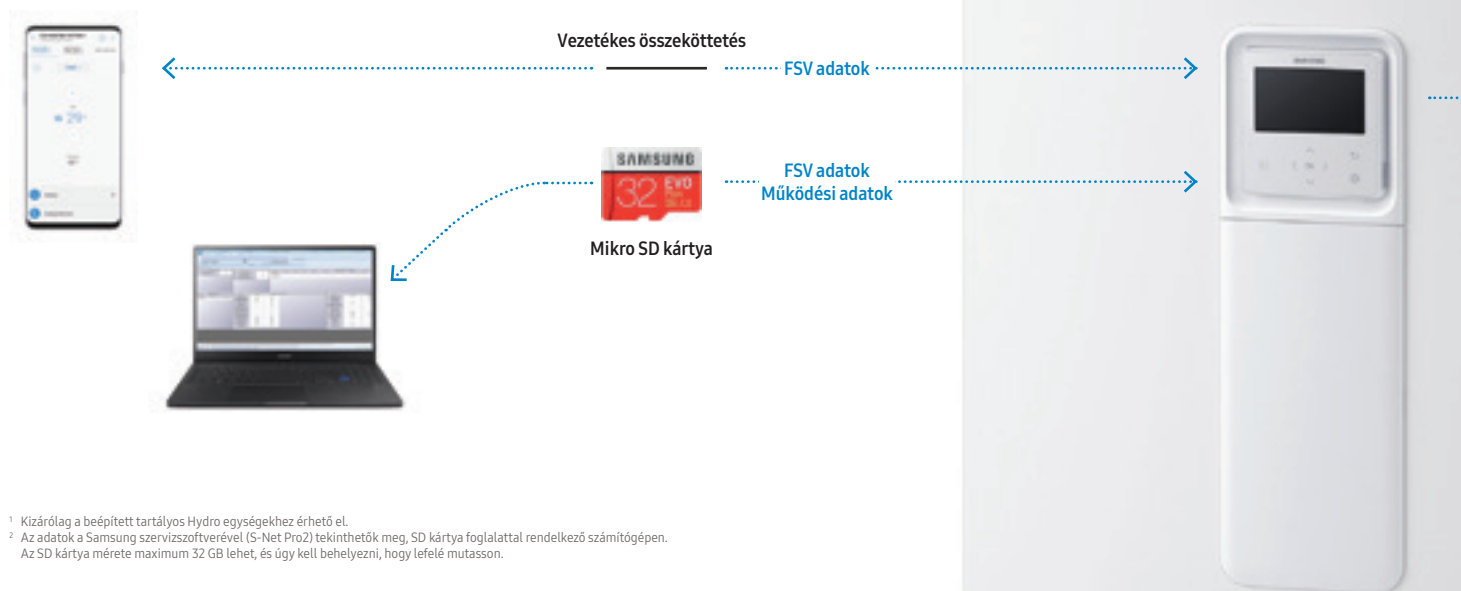 Vezetékes összeköttetés
FSV adatok
SAMSUNG
32 EVO
FSV adatok
Működési adatok
Mikro SD kártya
¹ Kizárólag a beépített tartályos Hydro egységekhez érhető el.
² Az adatok a Samsung szervizszoftverével (S-Net Pro2) tekinthetők meg, SD kártya foglalattal rendelkező számítógépen.
Az SD kártya mérete maximum 32 GB lehet, és úgy kell behelyezni, hogy lefelé mutasson.